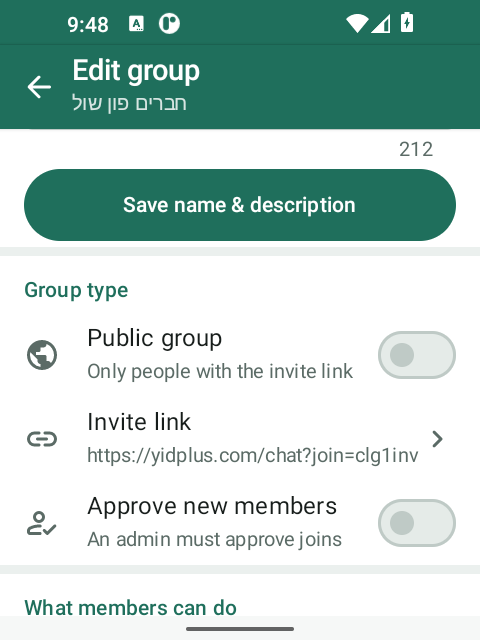 9:48
Edit group
חברים פון שול
212
Save name & description
Group type
Public group
Only people with the invite link
Invite link
https://yidplus.com/chat?join=clg1inv
Approve new members
An admin must approve joins
What members can do